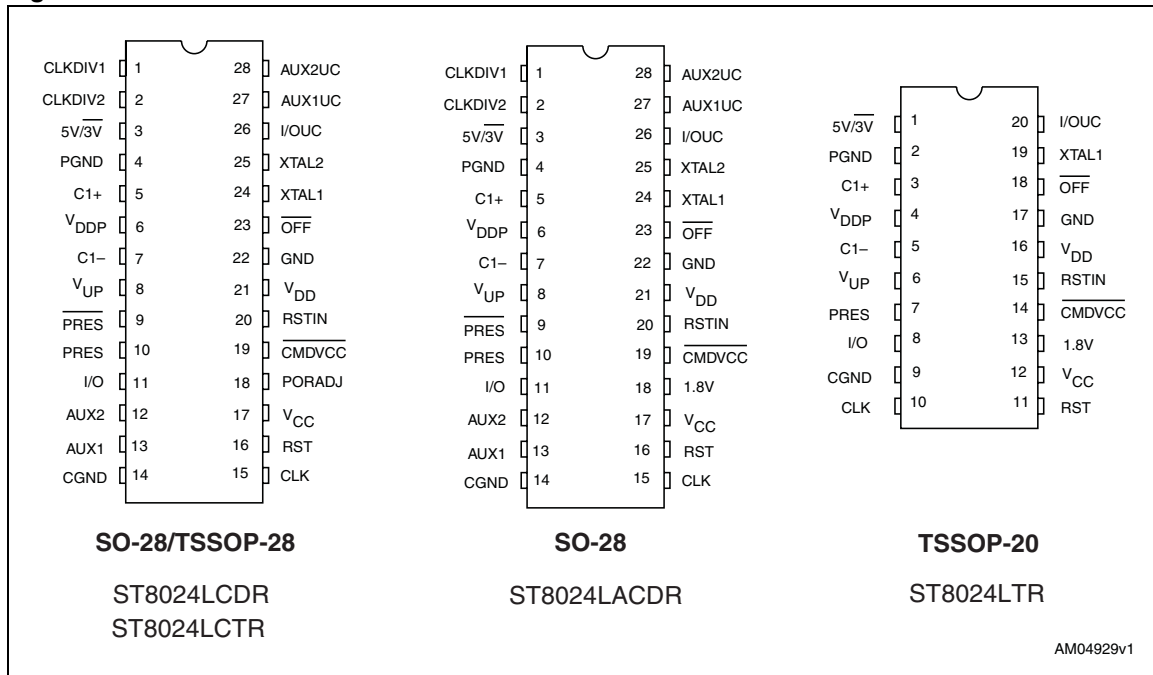 CLKDIV1 1 28 AUX2UC
CLKDIV2 2 27 AUX1UC
5V/3V 3 26 I/OUC
PGND 4 25 XTAL2
C1+ 5 24 XTAL1
VDDP 6 23 OFF
C1– 7 22 GND
VUP 8 21 VDD
PRES 9 20 RSTIN
PRES 10 19 CMDVCC
I/O 11 18 PORADJ
AUX2 12 17 VCC
AUX1 13 16 RST
CGND 14 15 CLK
SO-28/TSSOP-28
ST8024LCDR
ST8024LCTR
CLKDIV1 1 28 AUX2UC
CLKDIV2 2 27 AUX1UC
5V/3V 3 26 I/OUC
PGND 4 25 XTAL2
C1+ 5 24 XTAL1
VDDP 6 23 OFF
C1– 7 22 GND
VUP 8 21 VDD
PRES 9 20 RSTIN
PRES 10 19 CMDVCC
I/O 11 18 1.8V
AUX2 12 17 VCC
AUX1 13 16 RST
CGND 14 15 CLK
SO-28
ST8024LACDR
5V/3V 1 20 I/OUC
PGND 2 19 XTAL1
C1+ 3 18 OFF
VDDP 4 17 GND
C1– 5 16 VDD
VUP 6 15 RSTIN
PRES 7 14 CMDVCC
I/O 8 13 1.8V
CGND 9 12 VCC
CLK 10 11 RST
TSSOP-20
ST8024LTR
AM04929v1